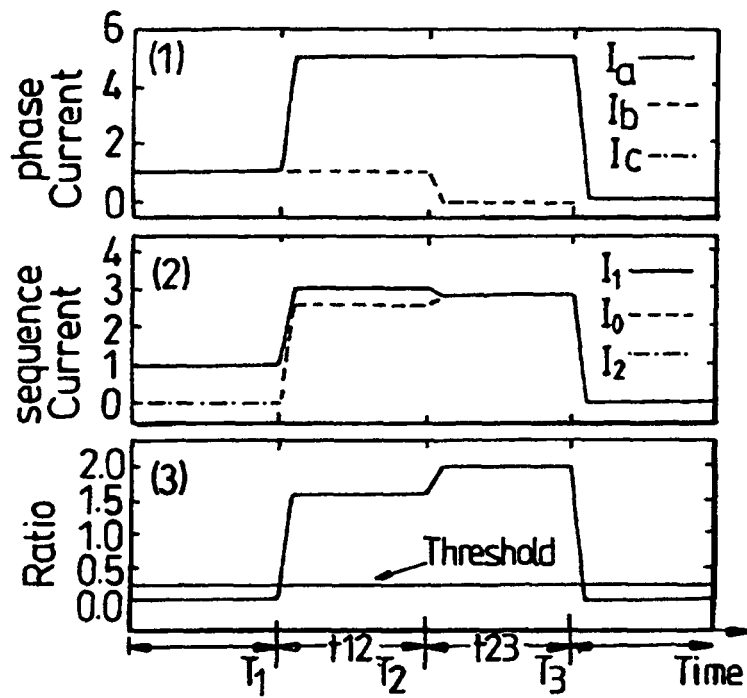 (1)
phase
Current
6
4
2
0
Ia
Ib
Ic
(2)
sequence
Current
4
3
2
1
0
I1
I0
I2
(3)
Ratio
2.0
1.5
0.5
0.0
Threshold
T1
t12
T2
t23
T3
Time